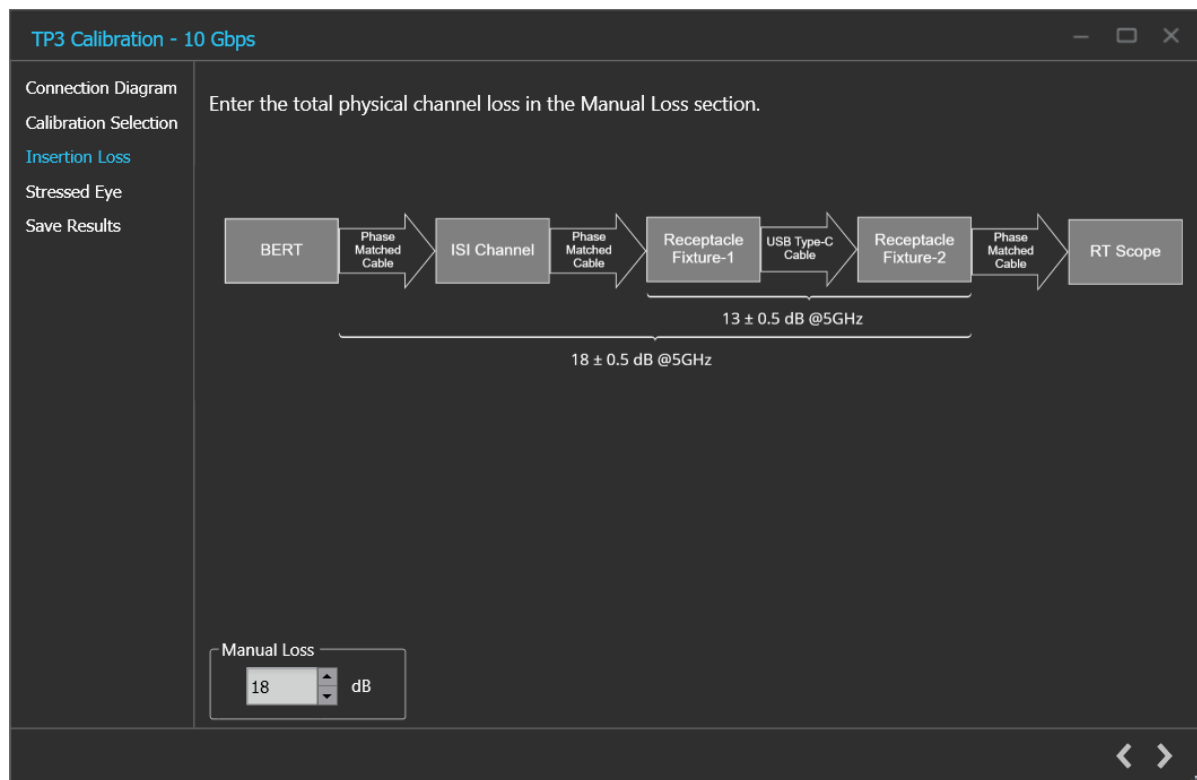 TP3 Calibration - 10 Gbps
Connection Diagram
Calibration Selection
Insertion Loss
Stressed Eye
Save Results
Enter the total physical channel loss in the Manual Loss section.
BERT
Phase
Matched
Cable
ISI Channel
Phase
Matched
Cable
Receptacle
Fixture-1
USB Type-C
Cable
Receptacle
Fixture-2
Phase
Matched
Cable
RT Scope
13 ± 0.5 dB @5GHz
18 ± 0.5 dB @5GHz
Manual Loss
18 dB